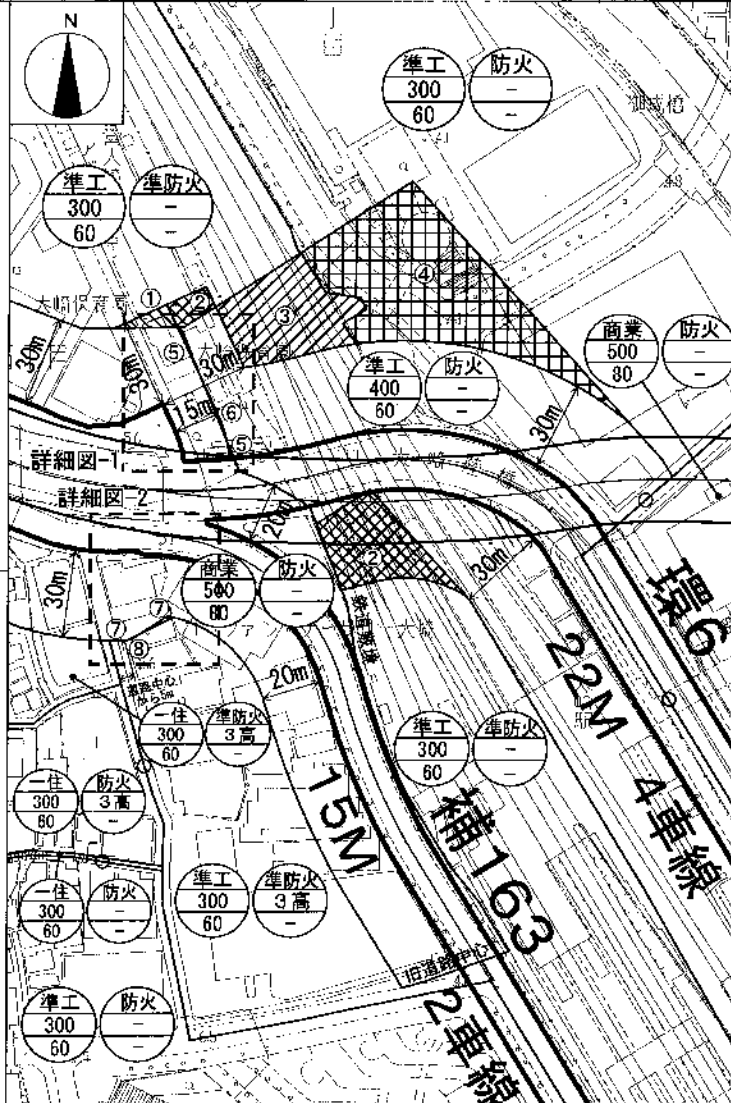 N
準工 防火
300 -
60 -
準工 準防火
300 -
60 -
①
②
③
④
⑤
⑥
⑤
30m
30m
30m
15m
商業 防火
500 -
80 -
準工 防火
400 -
60 -
30m
詳細図-1
詳細図-2
20m
②
30m
30m
商業 防火
500 -
80 -
⑦
⑦
⑧
20m
環6
22M
4車線
一住 準防火
300 3高
60 -
準工 準防火
300 -
60 -
一住 防火
300 3高
60 -
15M
補163
準工 準防火
300 3高
60 -
一住 防火
300 -
60 -
旧道路中心
準工 防火
300 -
60 -
2車線